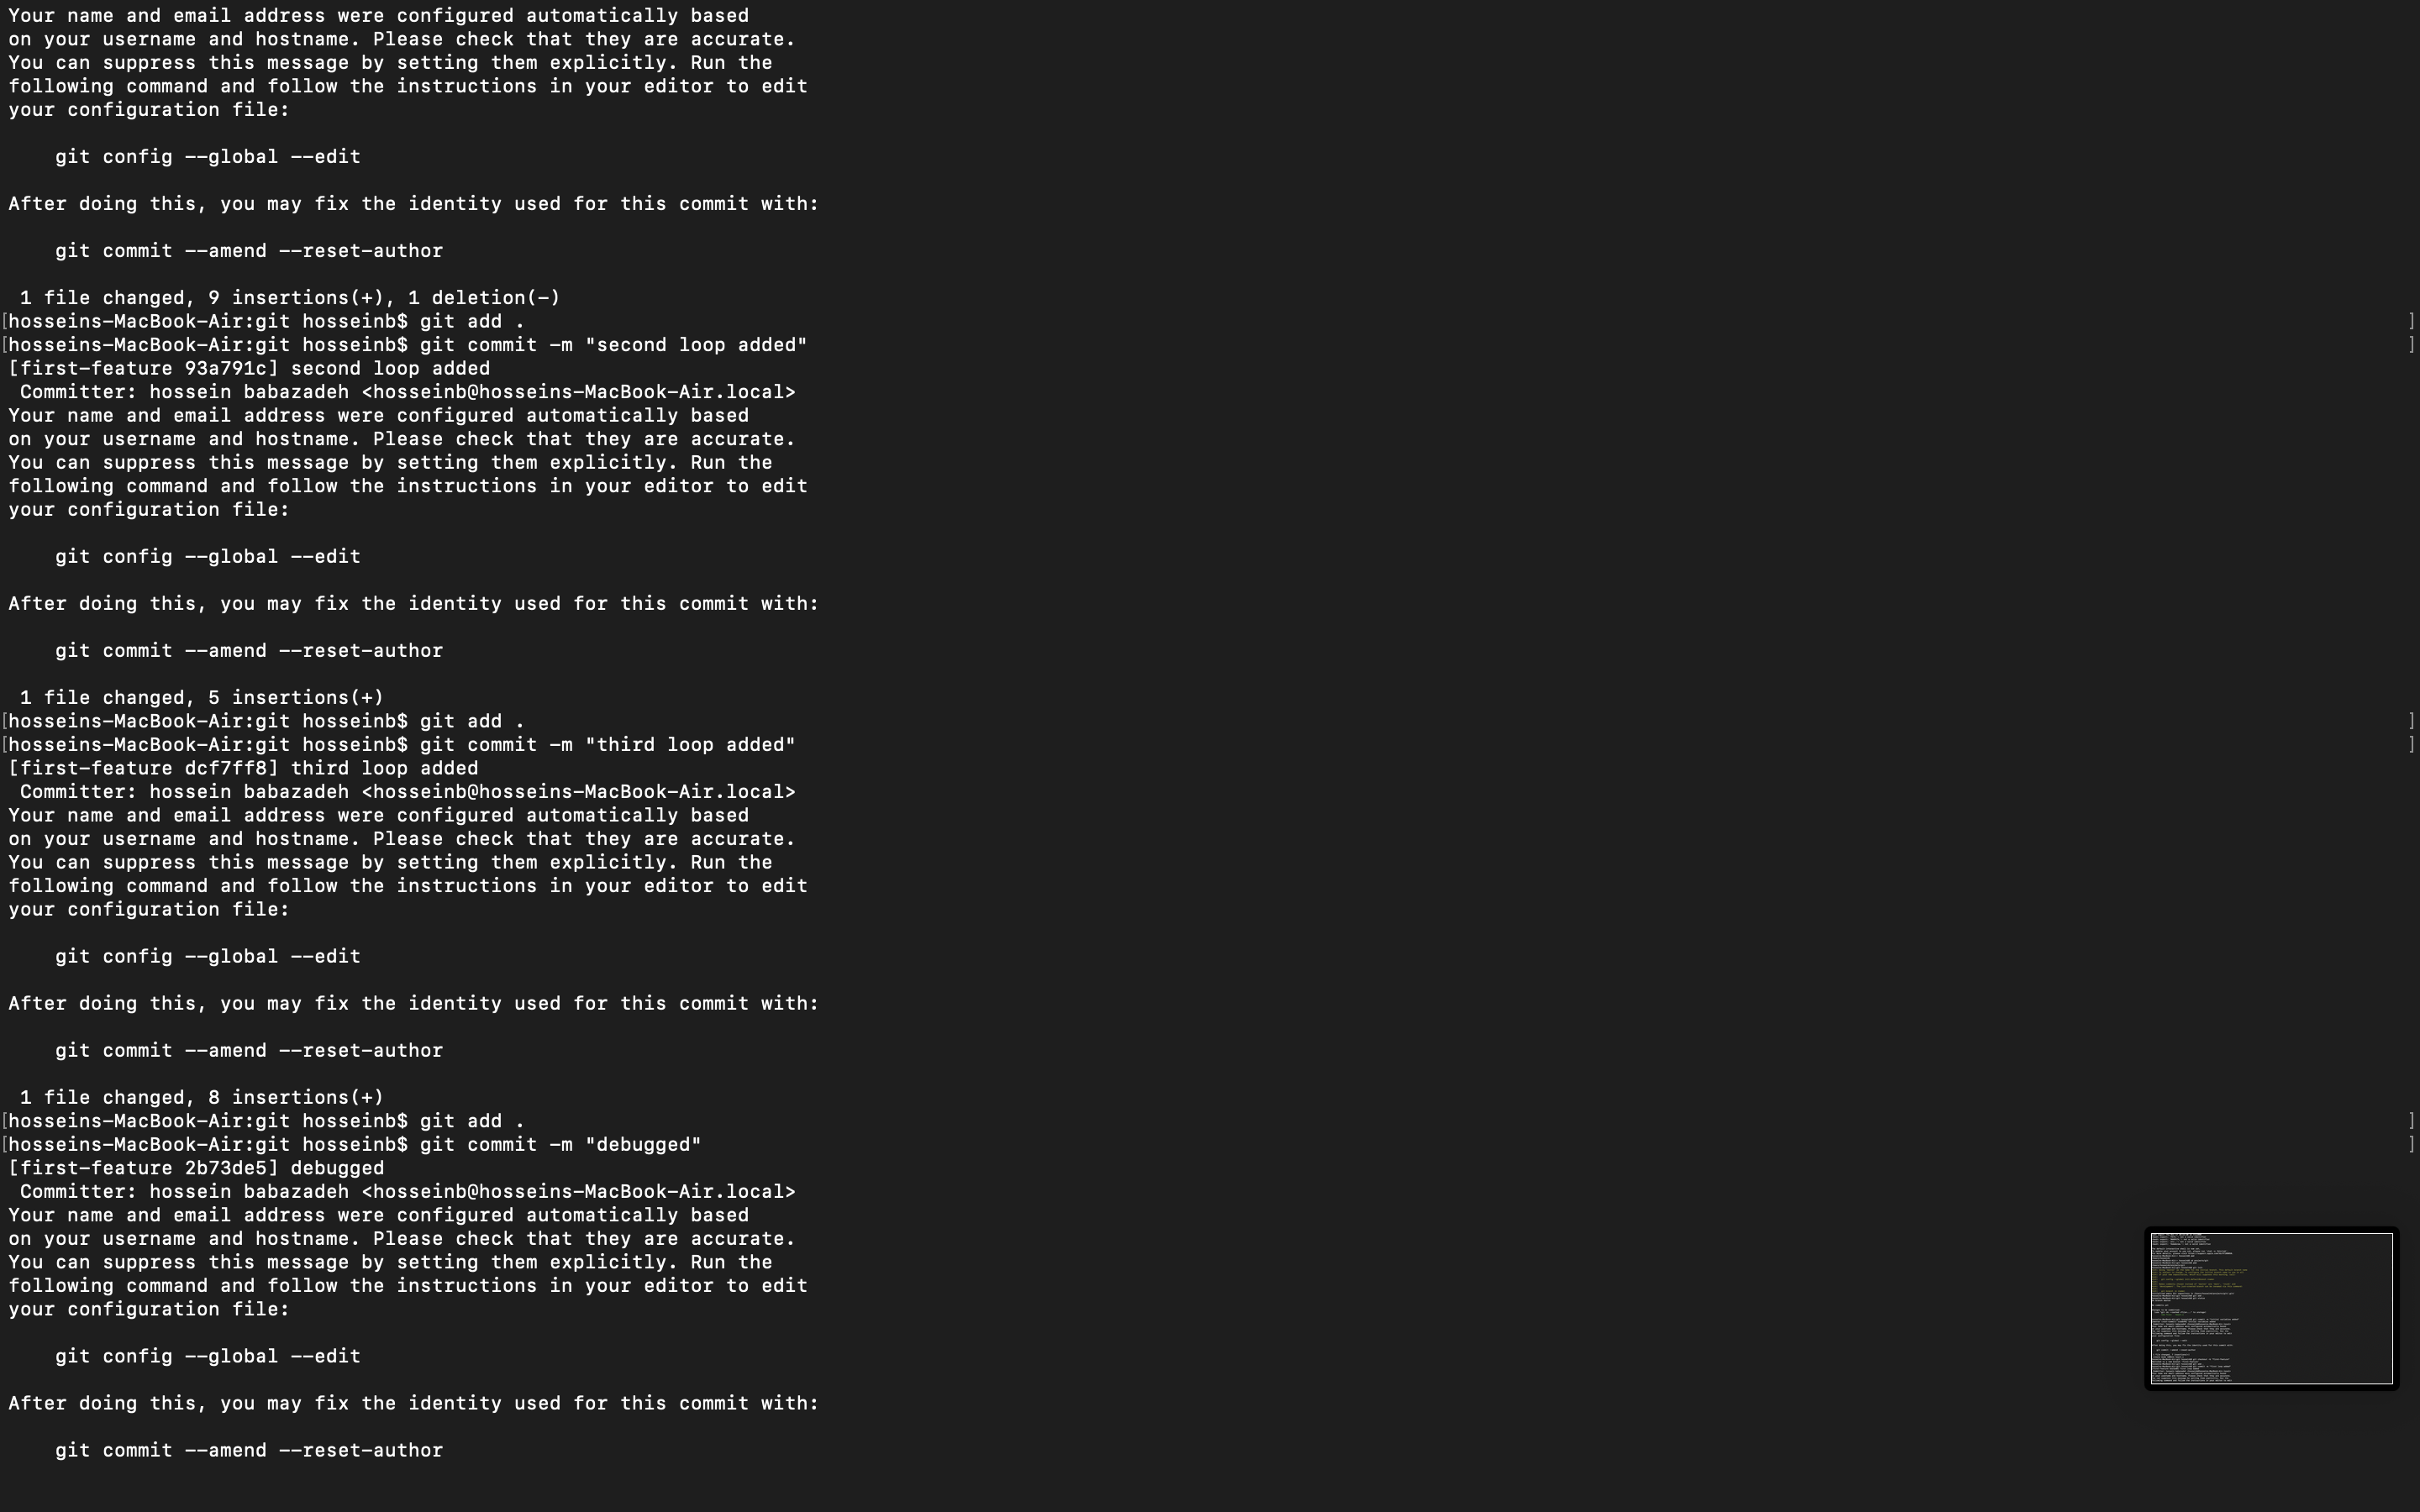 Your name and email address were configured automatically based
on your username and hostname. Please check that they are accurate.
You can suppress this message by setting them explicitly. Run the
following command and follow the instructions in your editor to edit
your configuration file:

    git config --global --edit

After doing this, you may fix the identity used for this commit with:

    git commit --amend --reset-author

 1 file changed, 9 insertions(+), 1 deletion(-)
[hosseins-MacBook-Air:git hosseinb$ git add . ]
[hosseins-MacBook-Air:git hosseinb$ git commit -m "second loop added" ]
[first-feature 93a791c] second loop added
 Committer: hossein babazadeh <hosseinb@hosseins-MacBook-Air.local>
Your name and email address were configured automatically based
on your username and hostname. Please check that they are accurate.
You can suppress this message by setting them explicitly. Run the
following command and follow the instructions in your editor to edit
your configuration file:

    git config --global --edit

After doing this, you may fix the identity used for this commit with:

    git commit --amend --reset-author

 1 file changed, 5 insertions(+)
[hosseins-MacBook-Air:git hosseinb$ git add . ]
[hosseins-MacBook-Air:git hosseinb$ git commit -m "third loop added" ]
[first-feature dcf7ff8] third loop added
 Committer: hossein babazadeh <hosseinb@hosseins-MacBook-Air.local>
Your name and email address were configured automatically based
on your username and hostname. Please check that they are accurate.
You can suppress this message by setting them explicitly. Run the
following command and follow the instructions in your editor to edit
your configuration file:

    git config --global --edit

After doing this, you may fix the identity used for this commit with:

    git commit --amend --reset-author

 1 file changed, 8 insertions(+)
[hosseins-MacBook-Air:git hosseinb$ git add . ]
[hosseins-MacBook-Air:git hosseinb$ git commit -m "debugged" ]
[first-feature 2b73de5] debugged
 Committer: hossein babazadeh <hosseinb@hosseins-MacBook-Air.local>
Your name and email address were configured automatically based
on your username and hostname. Please check that they are accurate.
You can suppress this message by setting them explicitly. Run the
following command and follow the instructions in your editor to edit
your configuration file:

    git config --global --edit

After doing this, you may fix the identity used for this commit with:

    git commit --amend --reset-author